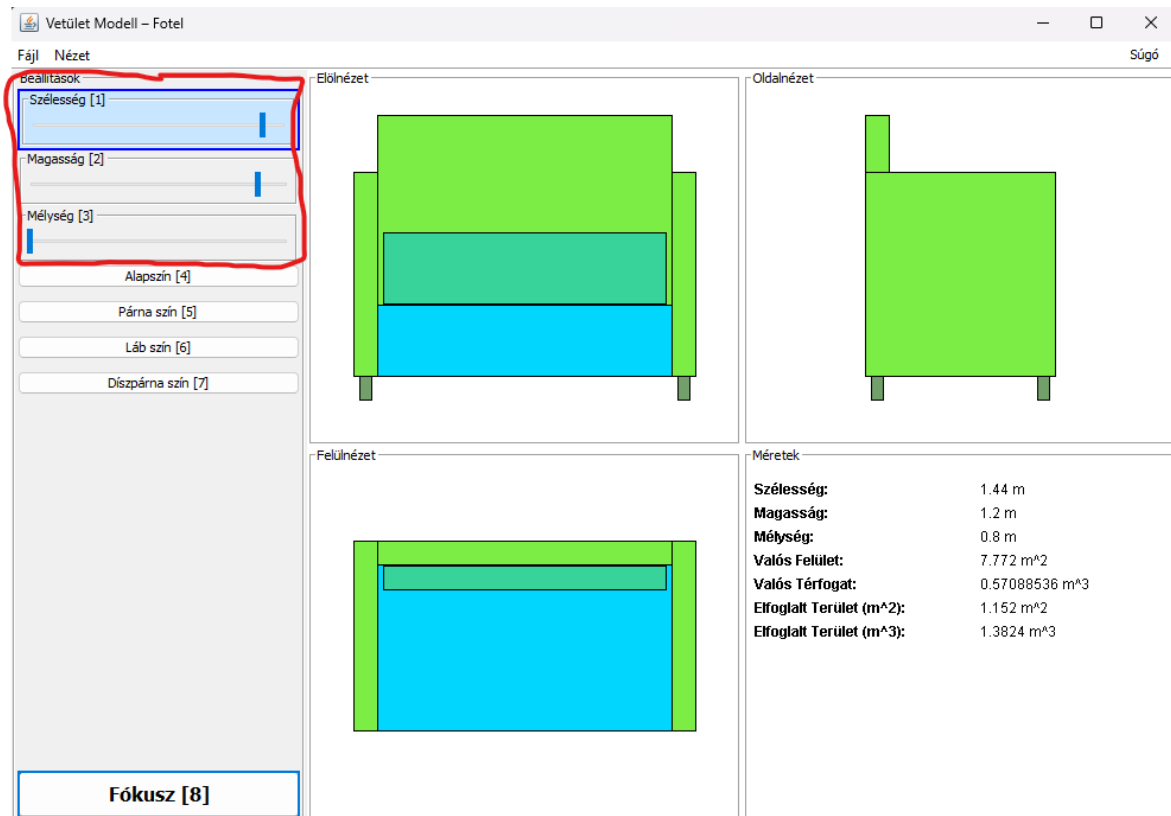 Vetület Modell – Fotel
Fájl Nézet Súgó
Beállítások
Szélesség [1]
Magasság [2]
Mélység [3]
Alapszín [4]
Párna szín [5]
Láb szín [6]
Díszpárna szín [7]
Fókusz [8]
Elölnézet
Oldalnézet
Felülnézet
Méretek
Szélesség: 1.44 m
Magasság: 1.2 m
Mélység: 0.8 m
Valós Felület: 7.772 m^2
Valós Térfogat: 0.57088536 m^3
Elfoglalt Terület (m^2): 1.152 m^2
Elfoglalt Terület (m^3): 1.3824 m^3